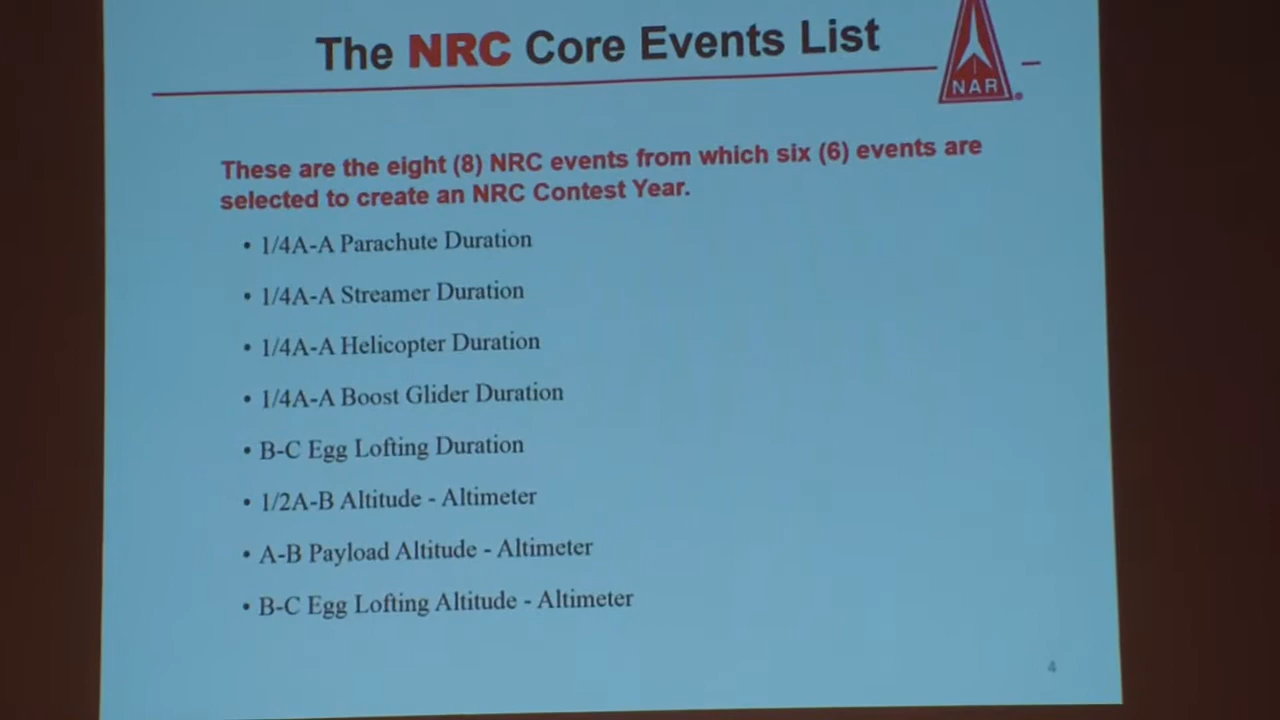 The NRC Core Events List
NAR
These are the eight (8) NRC events from which six (6) events are
selected to create an NRC Contest Year.
• 1/4A-A Parachute Duration
• 1/4A-A Streamer Duration
• 1/4A-A Helicopter Duration
• 1/4A-A Boost Glider Duration
• B-C Egg Lofting Duration
• 1/2A-B Altitude - Altimeter
• A-B Payload Altitude - Altimeter
• B-C Egg Lofting Altitude - Altimeter
4